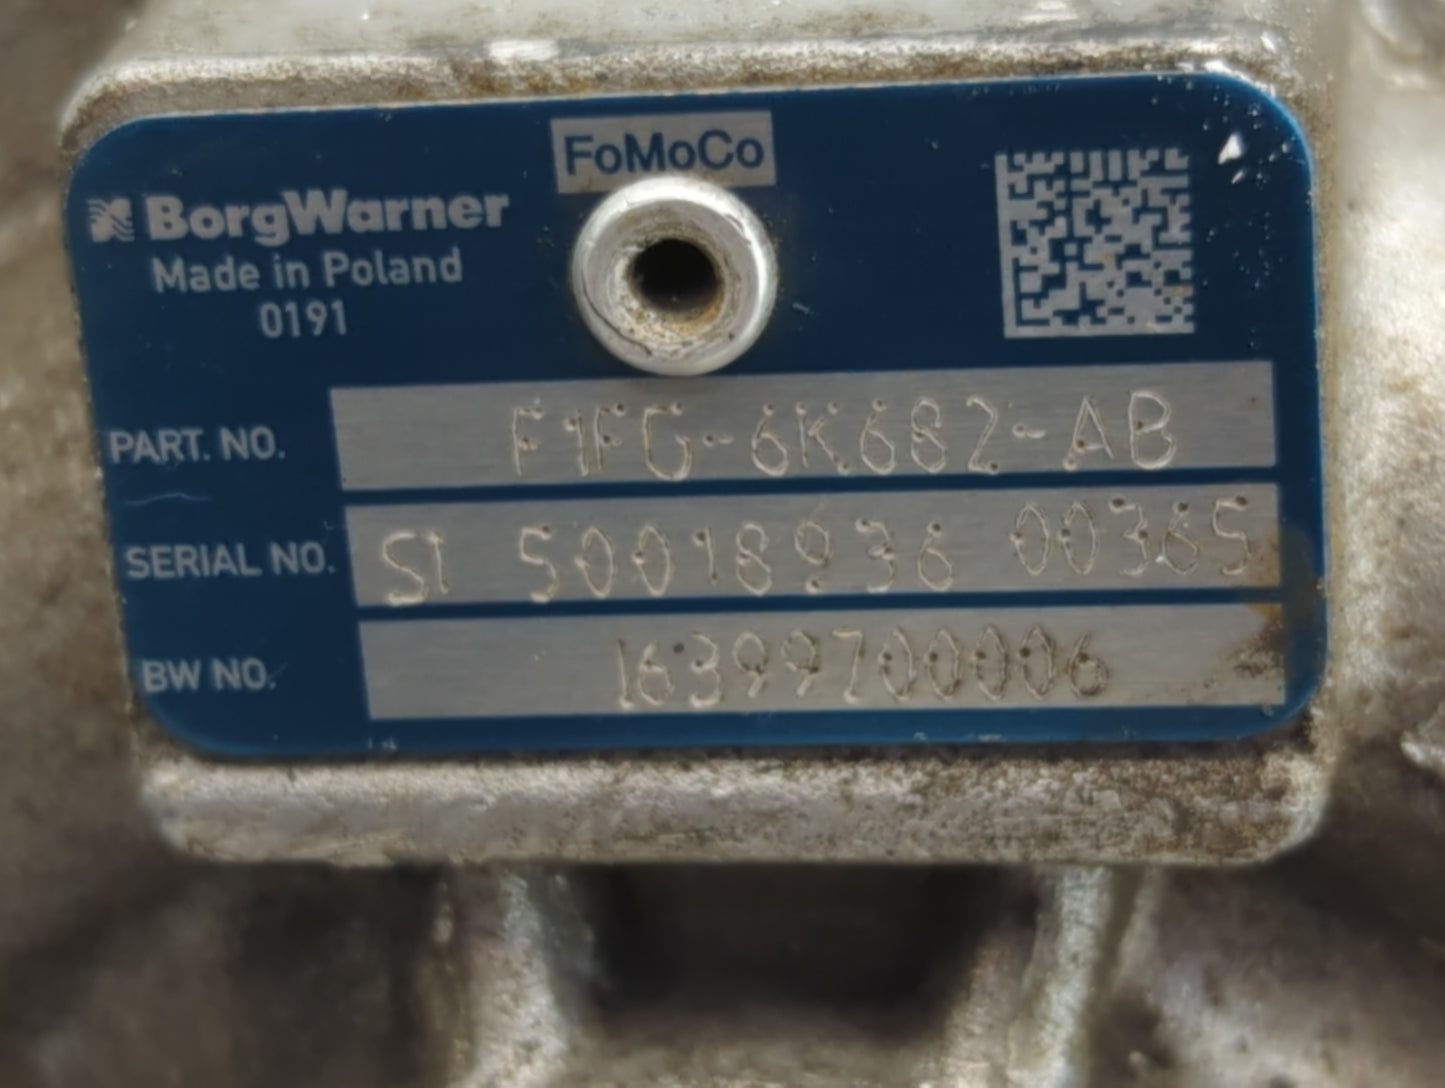 FoMoCo
BorgWarner
Made in Poland
0191
PART. NO. F1FG-6K682-AB
SERIAL NO. S1 50018936 00365
BW NO. 16399700006